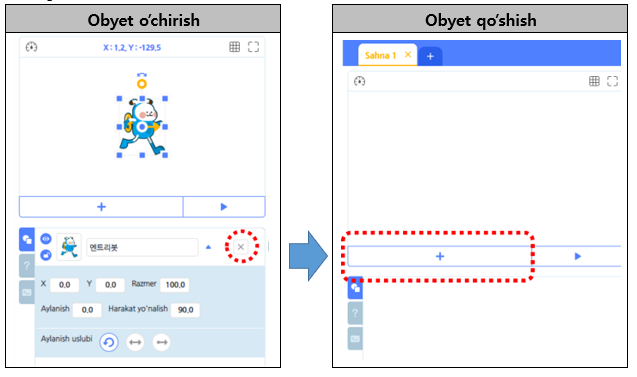 Obyet o‘chirish
X : 1,2, Y : -129,5
+
엔트리봇
X 0,0 Y 0,0 Razmer 100,0
Aylanish 0,0 Harakat yo'nalish 90,0
Aylanish uslubi
?
Obyet qo‘shish
Sahna 1 × +
+
?